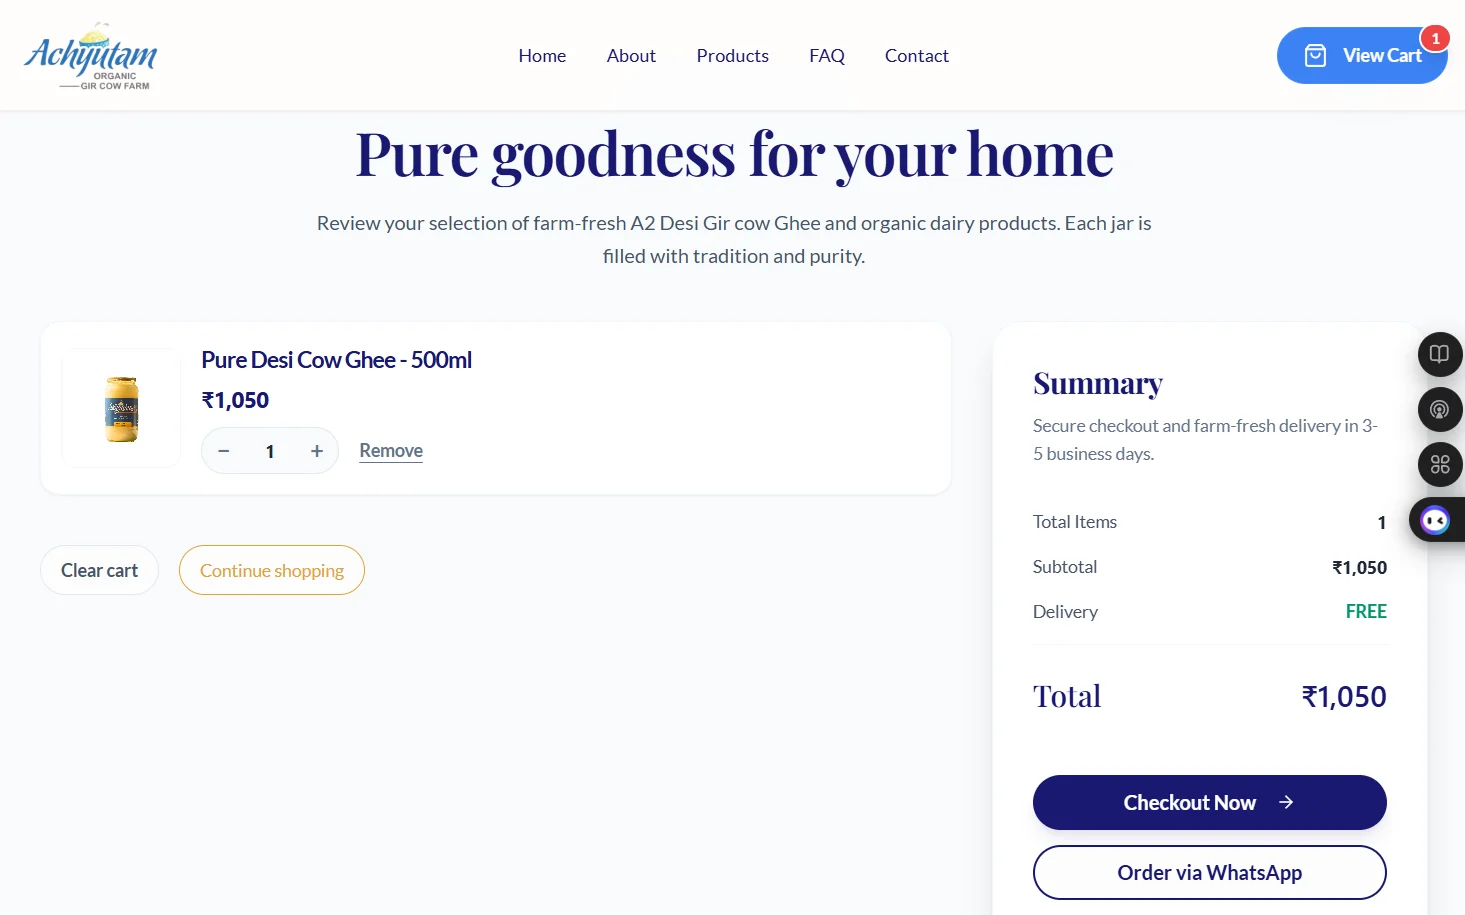 Achyutam
ORGANIC
GIR COW FARM
Home
About
Products
FAQ
Contact
View Cart
1
Pure goodness for your home
Review your selection of farm-fresh A2 Desi Gir cow Ghee and organic dairy products. Each jar is
filled with tradition and purity.
Pure Desi Cow Ghee - 500ml
₹1,050
− 1 + Remove
Clear cart
Continue shopping
Summary
Secure checkout and farm-fresh delivery in 3-
5 business days.
Total Items 1
Subtotal ₹1,050
Delivery FREE
Total ₹1,050
Checkout Now →
Order via WhatsApp